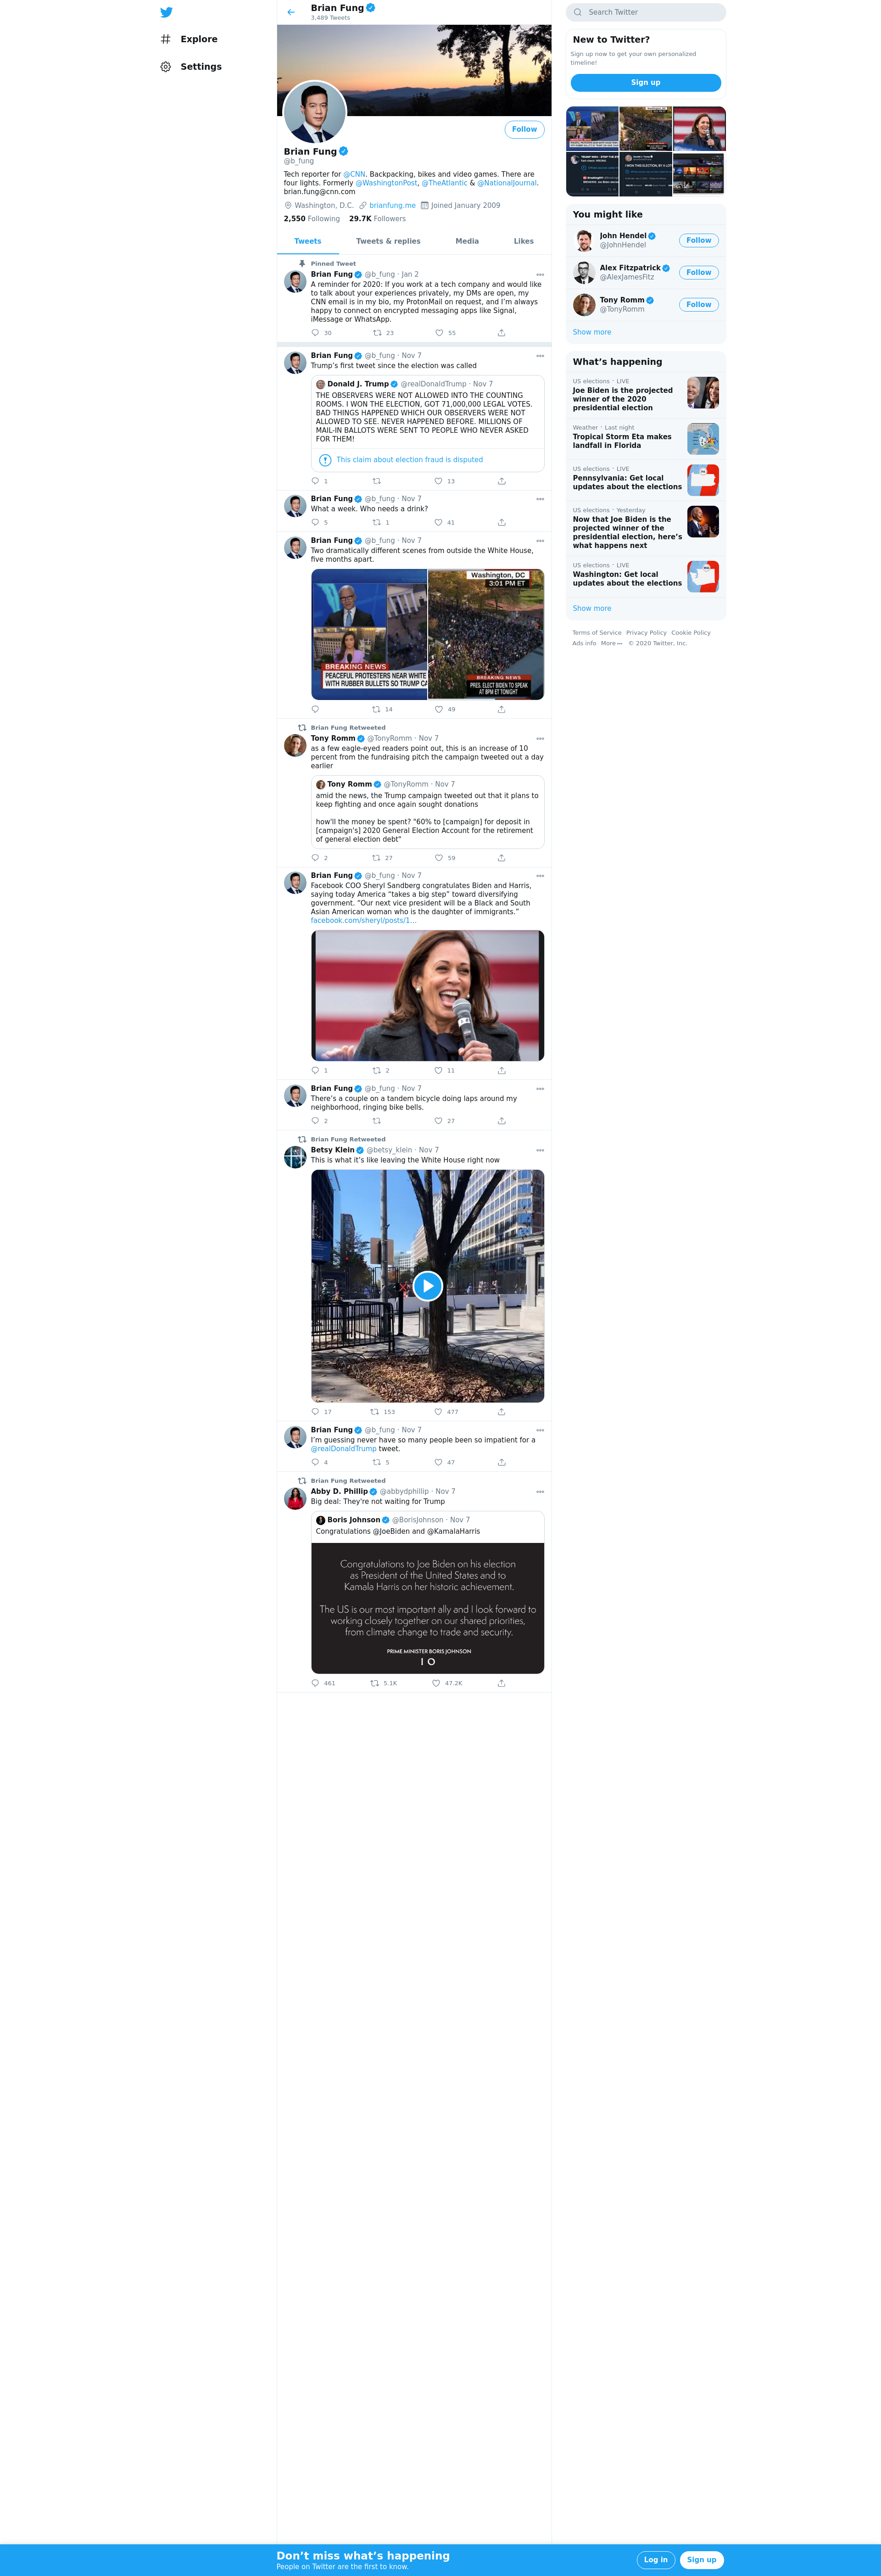 Explore
Settings
Brian Fung
3,489 Tweets
Follow
Brian Fung
@b_fung
Tech reporter for @CNN. Backpacking, bikes and video games. There are
four lights. Formerly @WashingtonPost, @TheAtlantic & @NationalJournal.
brian.fung@cnn.com
Washington, D.C. brianfung.me Joined January 2009
2,550 Following 29.7K Followers
Tweets Tweets & replies Media Likes
Pinned Tweet
Brian Fung @b_fung · Jan 2
A reminder for 2020: If you work at a tech company and would like
to talk about your experiences privately, my DMs are open, my
CNN email is in my bio, my ProtonMail on request, and I’m always
happy to connect on encrypted messaging apps like Signal,
iMessage or WhatsApp.
30 23 55
Brian Fung @b_fung · Nov 7
Trump’s first tweet since the election was called
Donald J. Trump @realDonaldTrump · Nov 7
THE OBSERVERS WERE NOT ALLOWED INTO THE COUNTING
ROOMS. I WON THE ELECTION, GOT 71,000,000 LEGAL VOTES.
BAD THINGS HAPPENED WHICH OUR OBSERVERS WERE NOT
ALLOWED TO SEE. NEVER HAPPENED BEFORE. MILLIONS OF
MAIL-IN BALLOTS WERE SENT TO PEOPLE WHO NEVER ASKED
FOR THEM!
This claim about election fraud is disputed
1 13
Brian Fung @b_fung · Nov 7
What a week. Who needs a drink?
5 1 41
Brian Fung @b_fung · Nov 7
Two dramatically different scenes from outside the White House,
five months apart.
BREAKING NEWS
PEACEFUL PROTESTERS NEAR WHITE
WITH RUBBER BULLETS SO TRUMP CA
Washington, DC
3:01 PM ET
BREAKING NEWS
PRES. ELECT BIDEN TO SPEAK
AT 8PM ET TONIGHT
14 49
Brian Fung Retweeted
Tony Romm @TonyRomm · Nov 7
as a few eagle-eyed readers point out, this is an increase of 10
percent from the fundraising pitch the campaign tweeted out a day
earlier
Tony Romm @TonyRomm · Nov 7
amid the news, the Trump campaign tweeted out that it plans to
keep fighting and once again sought donations
how'll the money be spent? "60% to [campaign] for deposit in
[campaign's] 2020 General Election Account for the retirement
of general election debt"
2 27 59
Brian Fung @b_fung · Nov 7
Facebook COO Sheryl Sandberg congratulates Biden and Harris,
saying today America “takes a big step” toward diversifying
government. “Our next vice president will be a Black and South
Asian American woman who is the daughter of immigrants.”
facebook.com/sheryl/posts/1…
1 2 11
Brian Fung @b_fung · Nov 7
There’s a couple on a tandem bicycle doing laps around my
neighborhood, ringing bike bells.
2 27
Brian Fung Retweeted
Betsy Klein @betsy_klein · Nov 7
This is what it’s like leaving the White House right now
17 153 477
Brian Fung @b_fung · Nov 7
I’m guessing never have so many people been so impatient for a
@realDonaldTrump tweet.
4 5 47
Brian Fung Retweeted
Abby D. Phillip @abbydphillip · Nov 7
Big deal: They're not waiting for Trump
Boris Johnson @BorisJohnson · Nov 7
Congratulations @JoeBiden and @KamalaHarris
Congratulations to Joe Biden on his election
as President of the United States and to
Kamala Harris on her historic achievement.
The US is our most important ally and I look forward to
working closely together on our shared priorities,
from climate change to trade and security.
PRIME MINISTER BORIS JOHNSON
10
461 5.1K 47.2K
Search Twitter
New to Twitter?
Sign up now to get your own personalized
timeline!
Sign up
You might like
John Hendel
@JohnHendel
Follow
Alex Fitzpatrick
@AlexJamesFitz
Follow
Tony Romm
@TonyRomm
Follow
Show more
What’s happening
US elections · LIVE
Joe Biden is the projected
winner of the 2020
presidential election
Weather · Last night
Tropical Storm Eta makes
landfall in Florida
US elections · LIVE
Pennsylvania: Get local
updates about the elections
US elections · Yesterday
Now that Joe Biden is the
projected winner of the
presidential election, here’s
what happens next
US elections · LIVE
Washington: Get local
updates about the elections
Show more
Terms of Service Privacy Policy Cookie Policy
Ads info More © 2020 Twitter, Inc.
Don’t miss what’s happening
People on Twitter are the first to know.
Log in Sign up